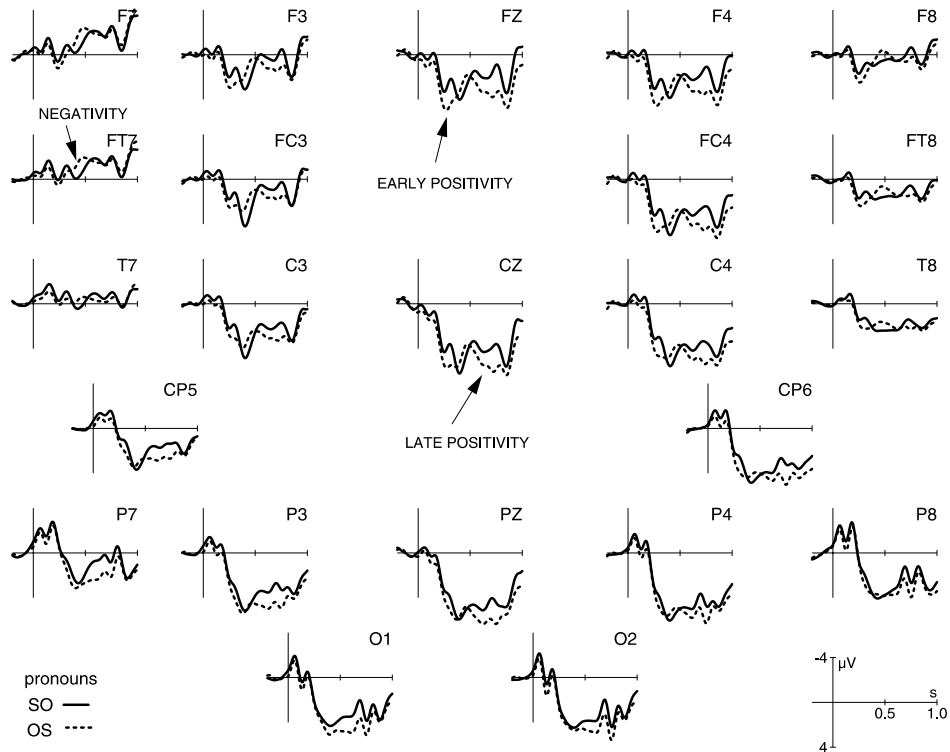 F7 F3 FZ F4 F8
NEGATIVITY
FT7 FC3 FC4 FT8
EARLY POSITIVITY
T7 C3 CZ C4 T8
CP5 CP6
LATE POSITIVITY
P7 P3 PZ P4 P8
O1 O2
pronouns
SO
OS
-4
µV
s
0.5 1.0
4